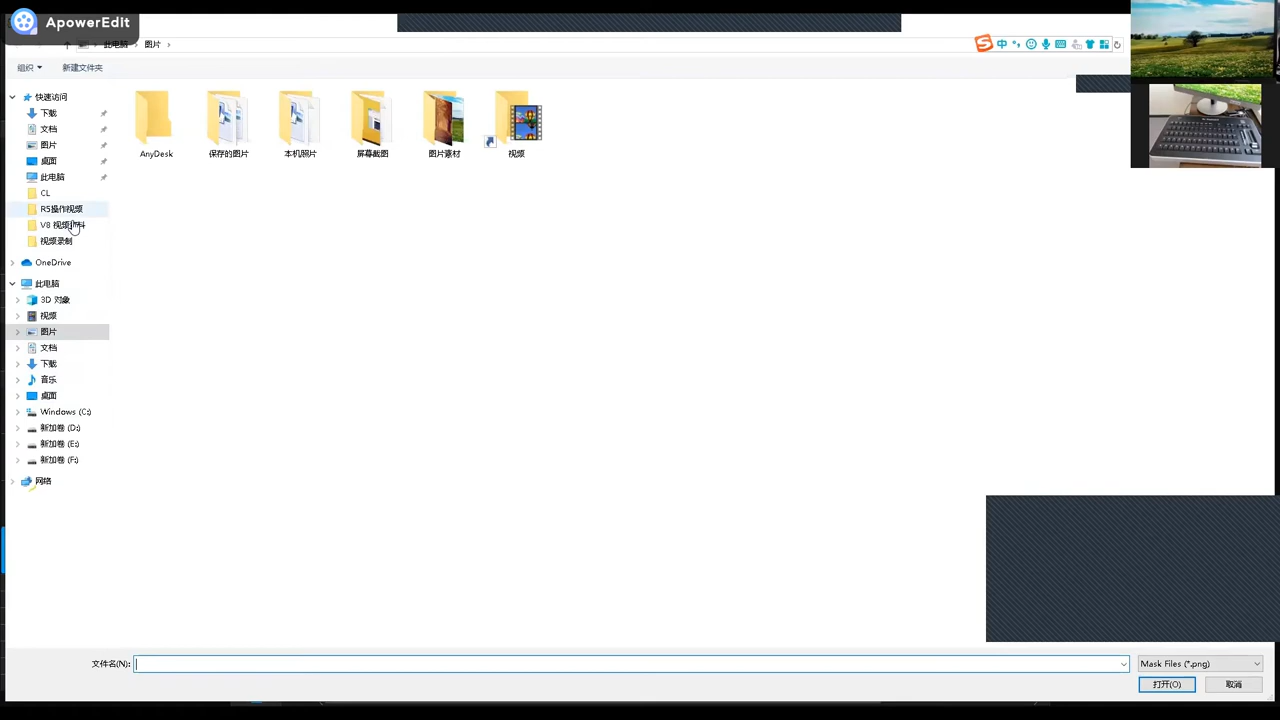 ApowerEdit
此电脑 图片
中
组织 新建文件夹
快速访问
下载
文档
图片
桌面
此电脑
CL
R5操作视频
V8 视频
视频录制
OneDrive
此电脑
3D 对象
视频
图片
文档
下载
音乐
桌面
Windows (C:)
新加卷 (D:)
新加卷 (E:)
新加卷 (F:)
网络
AnyDesk 保存的图片 本机照片 屏幕截图 图片素材 视频
文件名(N): Mask Files (*.png)
打开(O) 取消